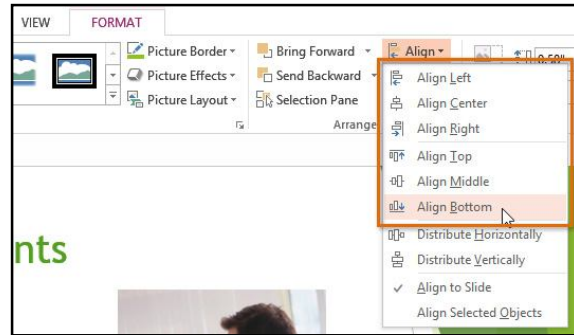 VIEW FORMAT
Picture Border Bring Forward Align 0.50"
Picture Effects Send Backward
Picture Layout Selection Pane
Arrange
Align Left
Align Center
Align Right
Align Top
Align Middle
Align Bottom
Distribute Horizontally
Distribute Vertically
Align to Slide
Align Selected Objects
nts